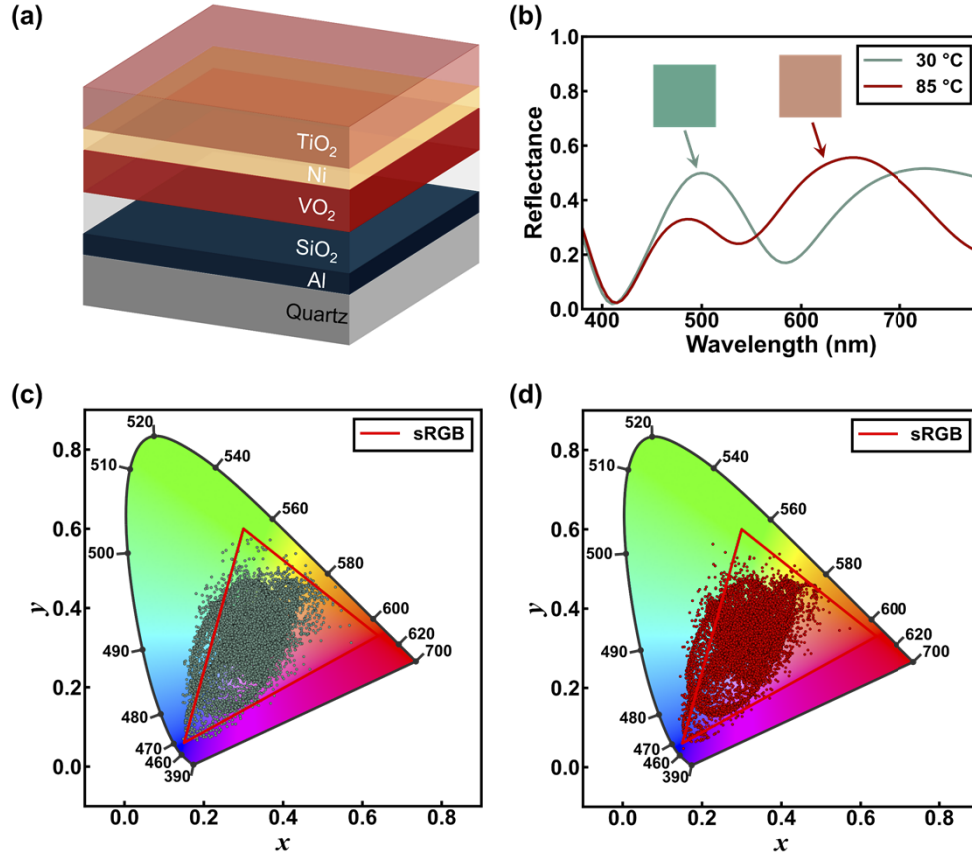 (a)
TiO₂
Ni
VO₂
SiO₂
Al
Quartz
(b)
1.0
0.8
0.6
0.4
0.2
0.0
Reflectance
30 °C
85 °C
400
500
600
700
Wavelength (nm)
(c)
sRGB
520
540
510
560
500
580
600
490
620
700
480
470
460
390
0.8
0.6
0.4
0.2
0.0
y
0.0
0.2
0.4
0.6
0.8
x
(d)
sRGB
520
540
510
560
500
580
600
490
620
700
480
470
460
390
0.8
0.6
0.4
0.2
0.0
y
0.0
0.2
0.4
0.6
0.8
x